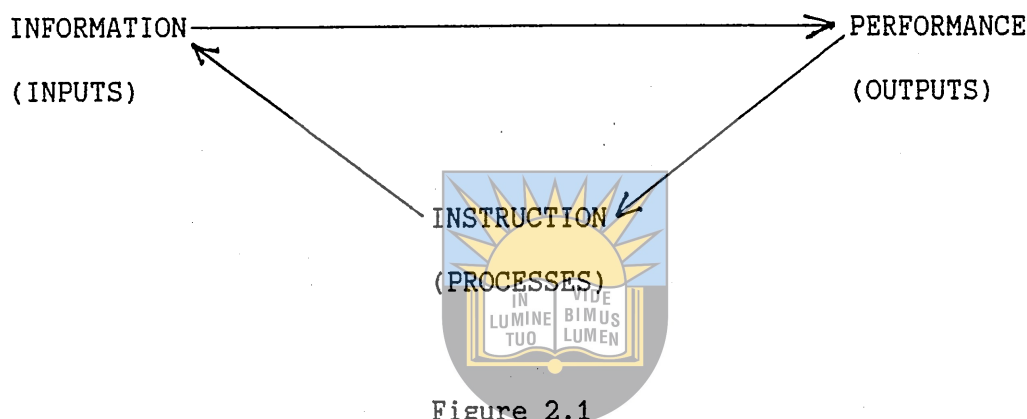 INFORMATION PERFORMANCE
(INPUTS) (OUTPUTS)
INSTRUCTION
(PROCESSES)
IN VIDE
LUMINE BIMUS
TUO LUMEN
Figure 2.1